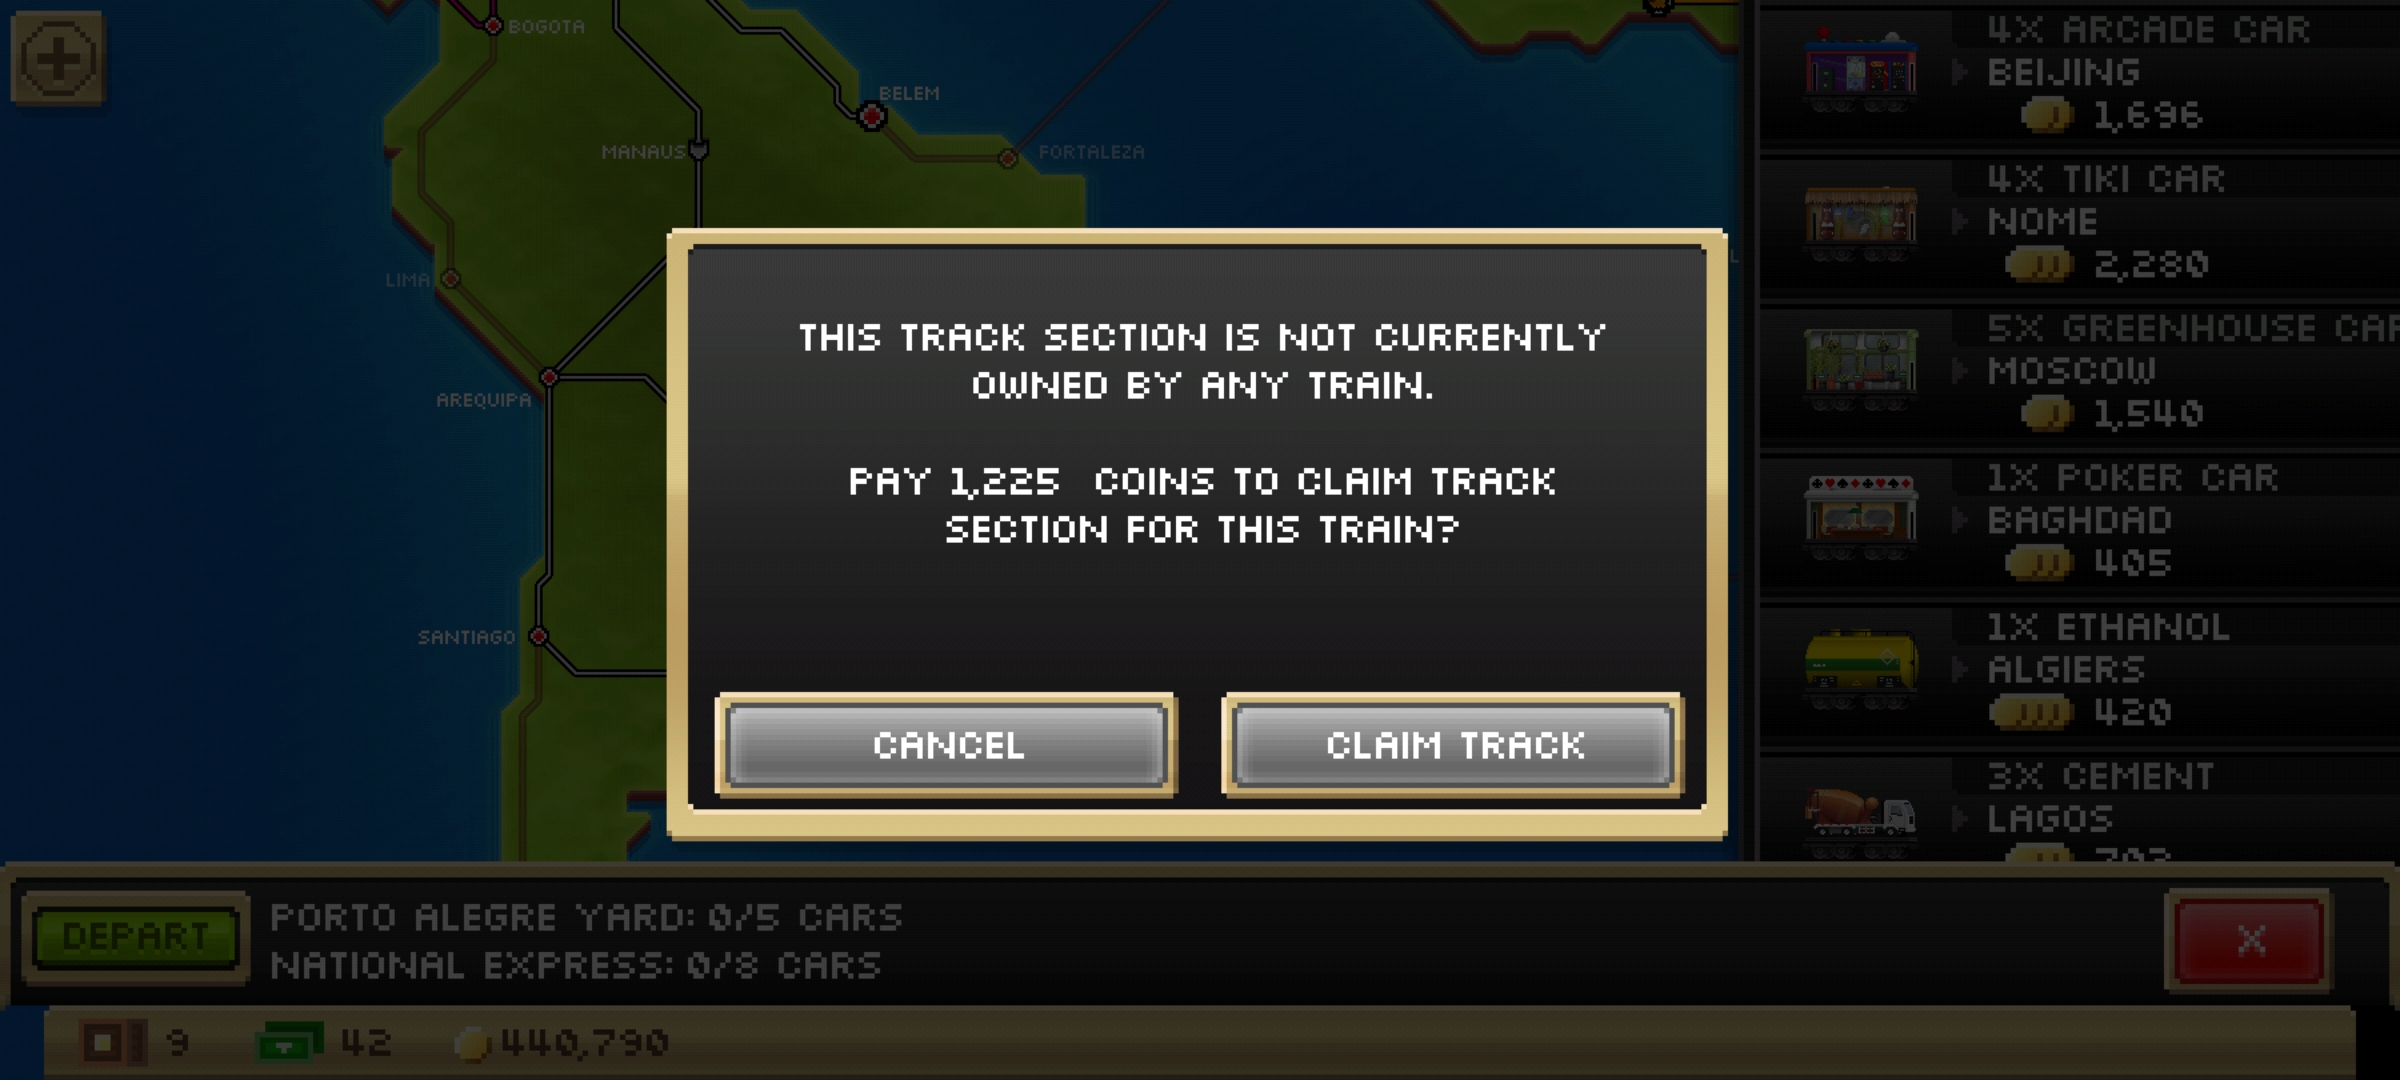 BOGOTA
BELEM
MANAUS
FORTALEZA
LIMA
AREQUIPA
SANTIAGO
THIS TRACK SECTION IS NOT CURRENTLY
OWNED BY ANY TRAIN.
PAY 1,225 COINS TO CLAIM TRACK
SECTION FOR THIS TRAIN?
CANCEL
CLAIM TRACK
4X ARCADE CAR
BEIJING
1,696
4X TIKI CAR
NOME
2,280
5X GREENHOUSE CAR
MOSCOW
1,540
1X POKER CAR
BAGHDAD
405
1X ETHANOL
ALGIERS
420
3X CEMENT
LAGOS
DEPART
PORTO ALEGRE YARD: 0/5 CARS
NATIONAL EXPRESS: 0/8 CARS
X
9
42
440,790